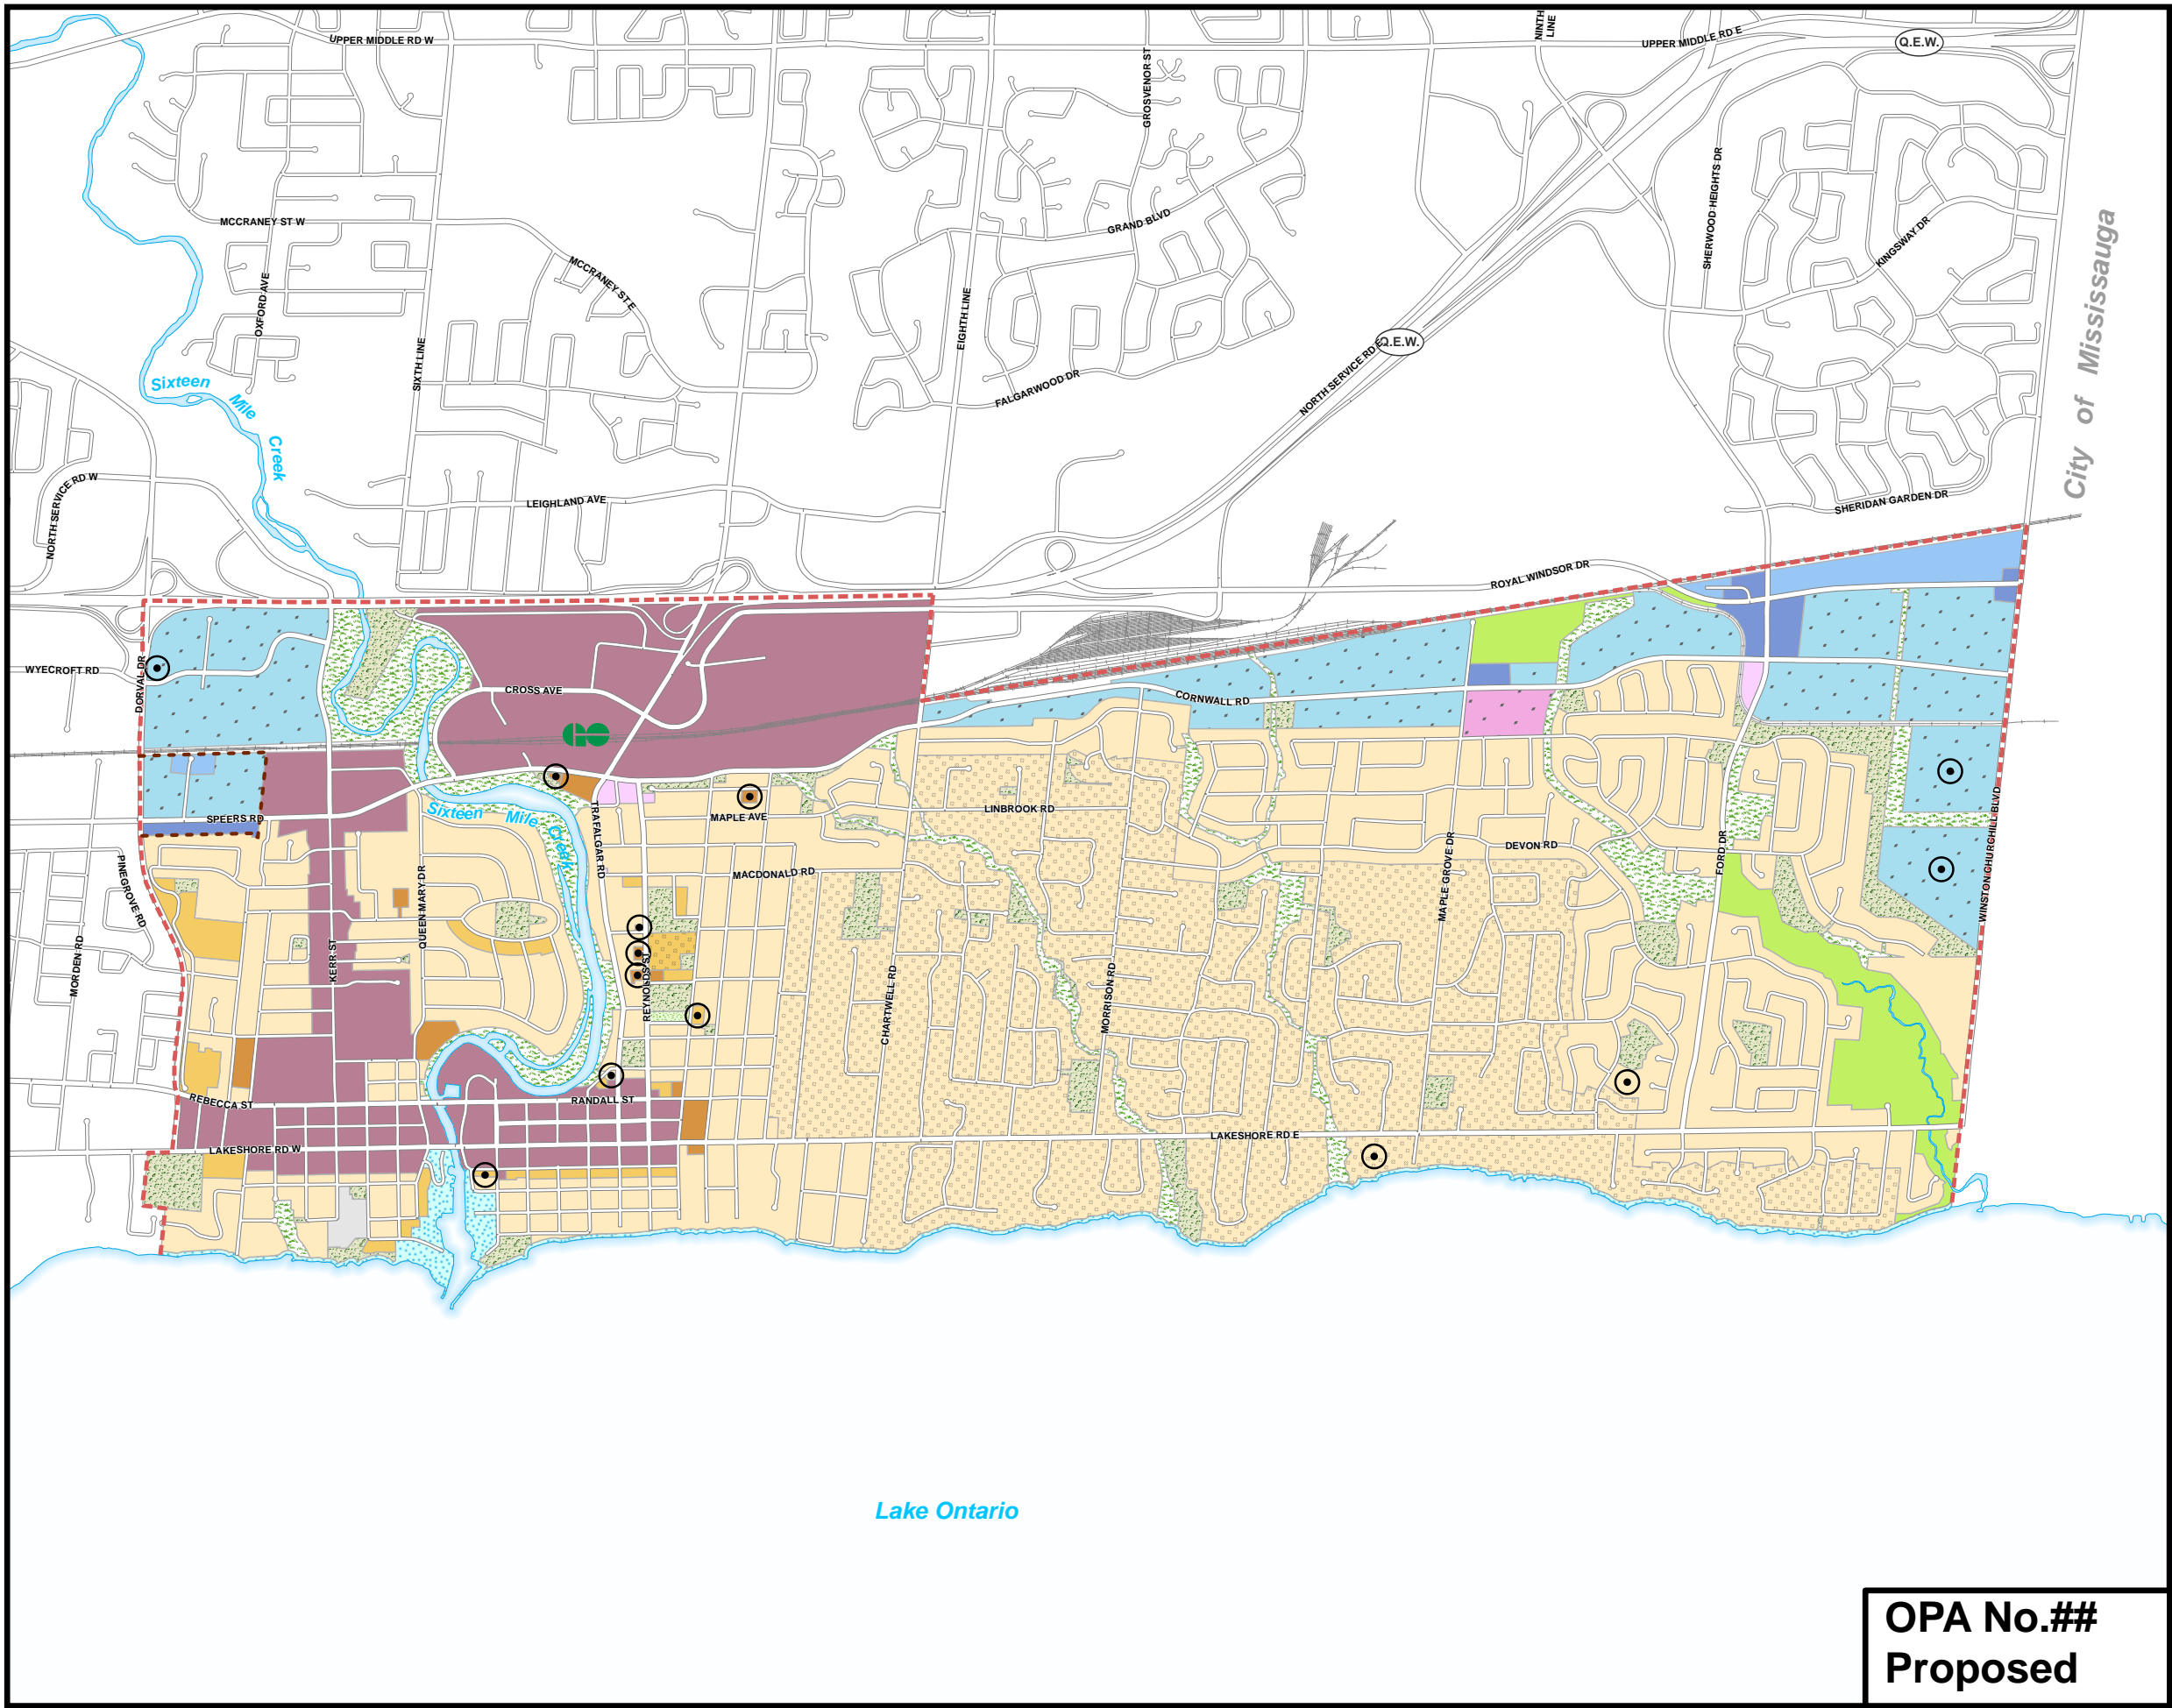 UPPER MIDDLE RD W
GROSVENOR ST
NINTH
LINE
UPPER MIDDLE RD E
Q.E.W.
MCCRANEY ST W
OXFORD AVE
MCCRANEY ST E
SIXTH LINE
EIGHTH LINE
GRAND BLVD
FALGARWOOD DR
NORTH SERVICE RD E
Q.E.W.
SHERWOOD HEIGHTS DR
KINGSWAY DR
City of Mississauga
Sixteen
Mile
Creek
NORTH SERVICE RD W
LEIGHLAND AVE
SHERIDAN GARDEN DR
ROYAL WINDSOR DR
WYECROFT RD
DORVAL DR
CROSS AVE
GO
CORNWALL RD
SPEERS RD
Sixteen
Mile
Creek
TRAFALGAR RD
MAPLE AVE
LINBROOK RD
MACDONALD RD
DEVON RD
FORD DR
WINSTON CHURCHILL BLVD
PINEGROVE RD
MORDEN RD
KERR ST
QUEEN MARY DR
REYNOLDS ST
CHARTWELL RD
MORRISON RD
MAPLE GROVE DR
REBECCA ST
RANDALL ST
LAKESHORE RD W
LAKESHORE RD E
Lake Ontario
OPA No.##
Proposed